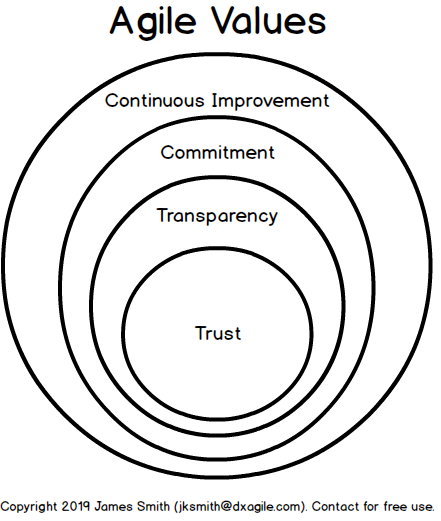 Agile Values
Continuous Improvement
Commitment
Transparency
Trust
Copyright 2019 James Smith (jksmith@dxagile.com). Contact for free use.